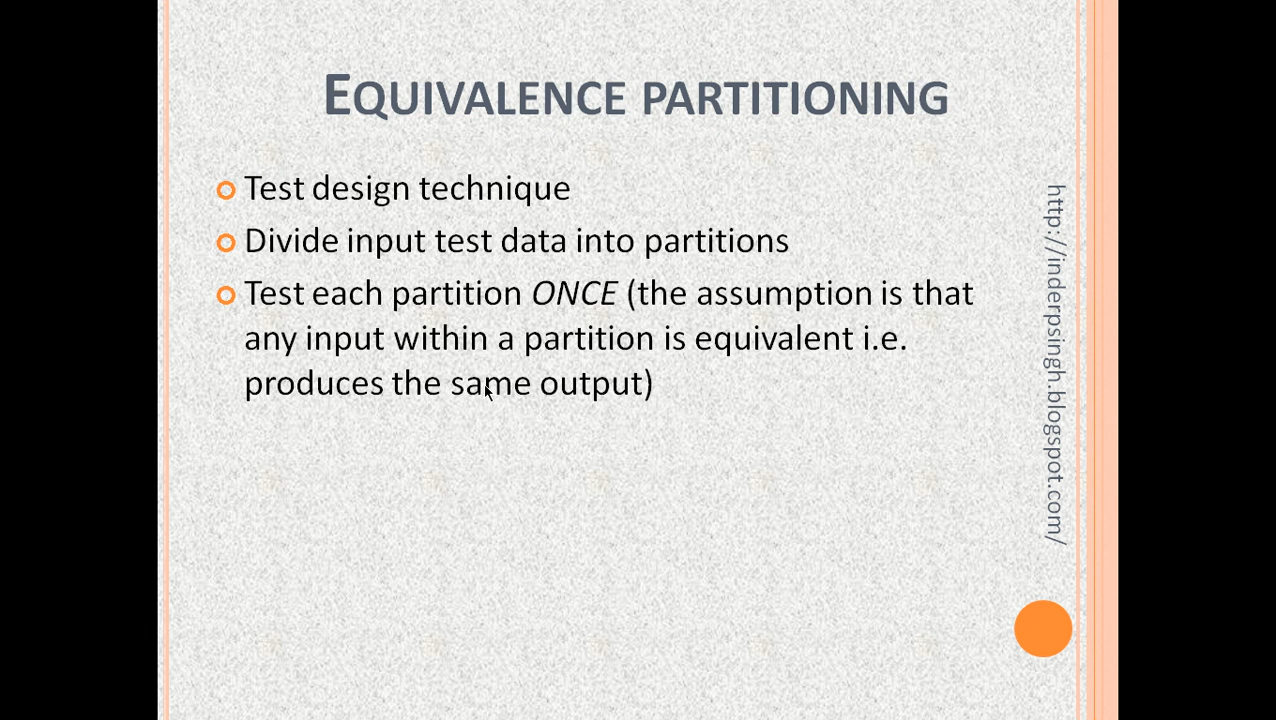 EQUIVALENCE PARTITIONING
Test design technique
Divide input test data into partitions
Test each partition ONCE (the assumption is that
any input within a partition is equivalent i.e.
produces the same output)
http://inderpsingh.blogspot.com/